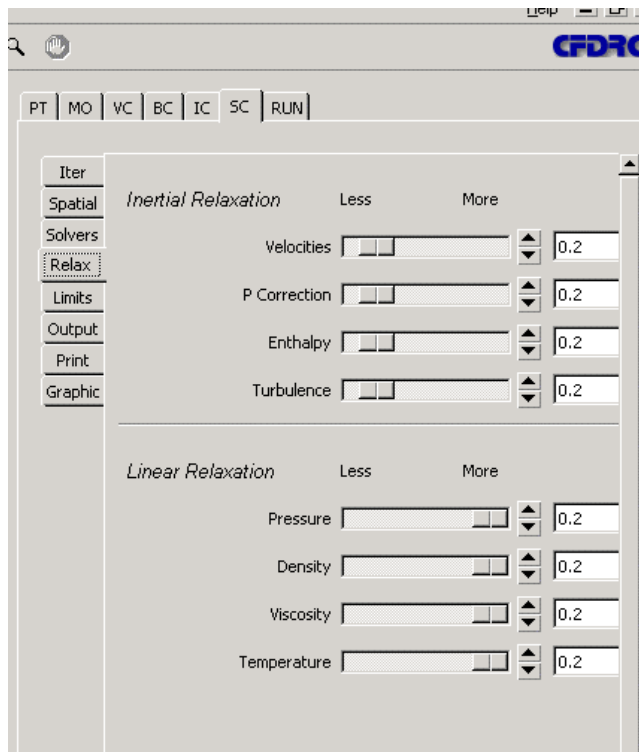 Help
CFDRC
PT MO VC BC IC SC RUN
Iter
Spatial
Solvers
Relax
Limits
Output
Print
Graphic
Inertial Relaxation Less More
Velocities 0.2
P Correction 0.2
Enthalpy 0.2
Turbulence 0.2
Linear Relaxation Less More
Pressure 0.2
Density 0.2
Viscosity 0.2
Temperature 0.2